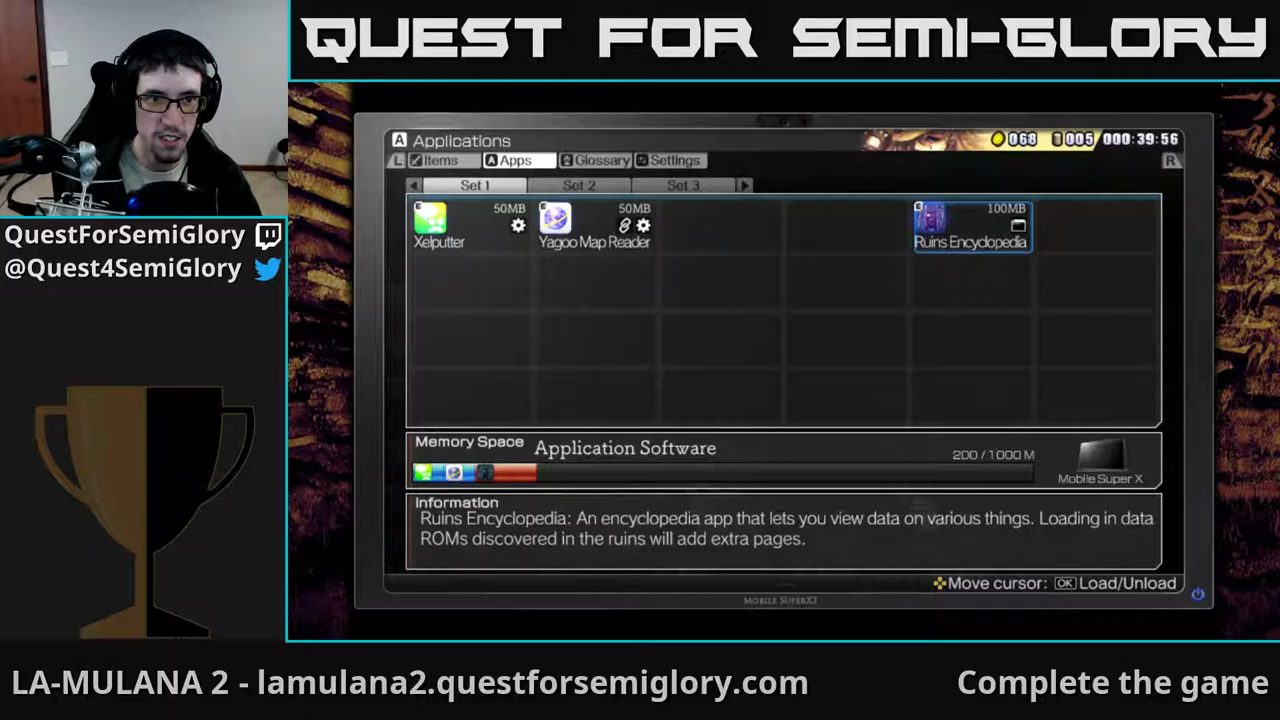 QUEST FOR SEMI-GLORY
QuestForSemiGlory
@Quest4SemiGlory
A Applications
068 005 000:39:56
L Items A Apps Glossary Settings R
Set 1 Set 2 Set 3
50MB 50MB 100MB
Xelputter Yagoo Map Reader Ruins Encyclopedia
Memory Space Application Software
200 / 1000 M
Mobile Super X
Information
Ruins Encyclopedia: An encyclopedia app that lets you view data on various things. Loading in data
ROMs discovered in the ruins will add extra pages.
Move cursor: OK Load/Unload
LA-MULANA 2 - lamulana2.questforsemiglory.com Complete the game